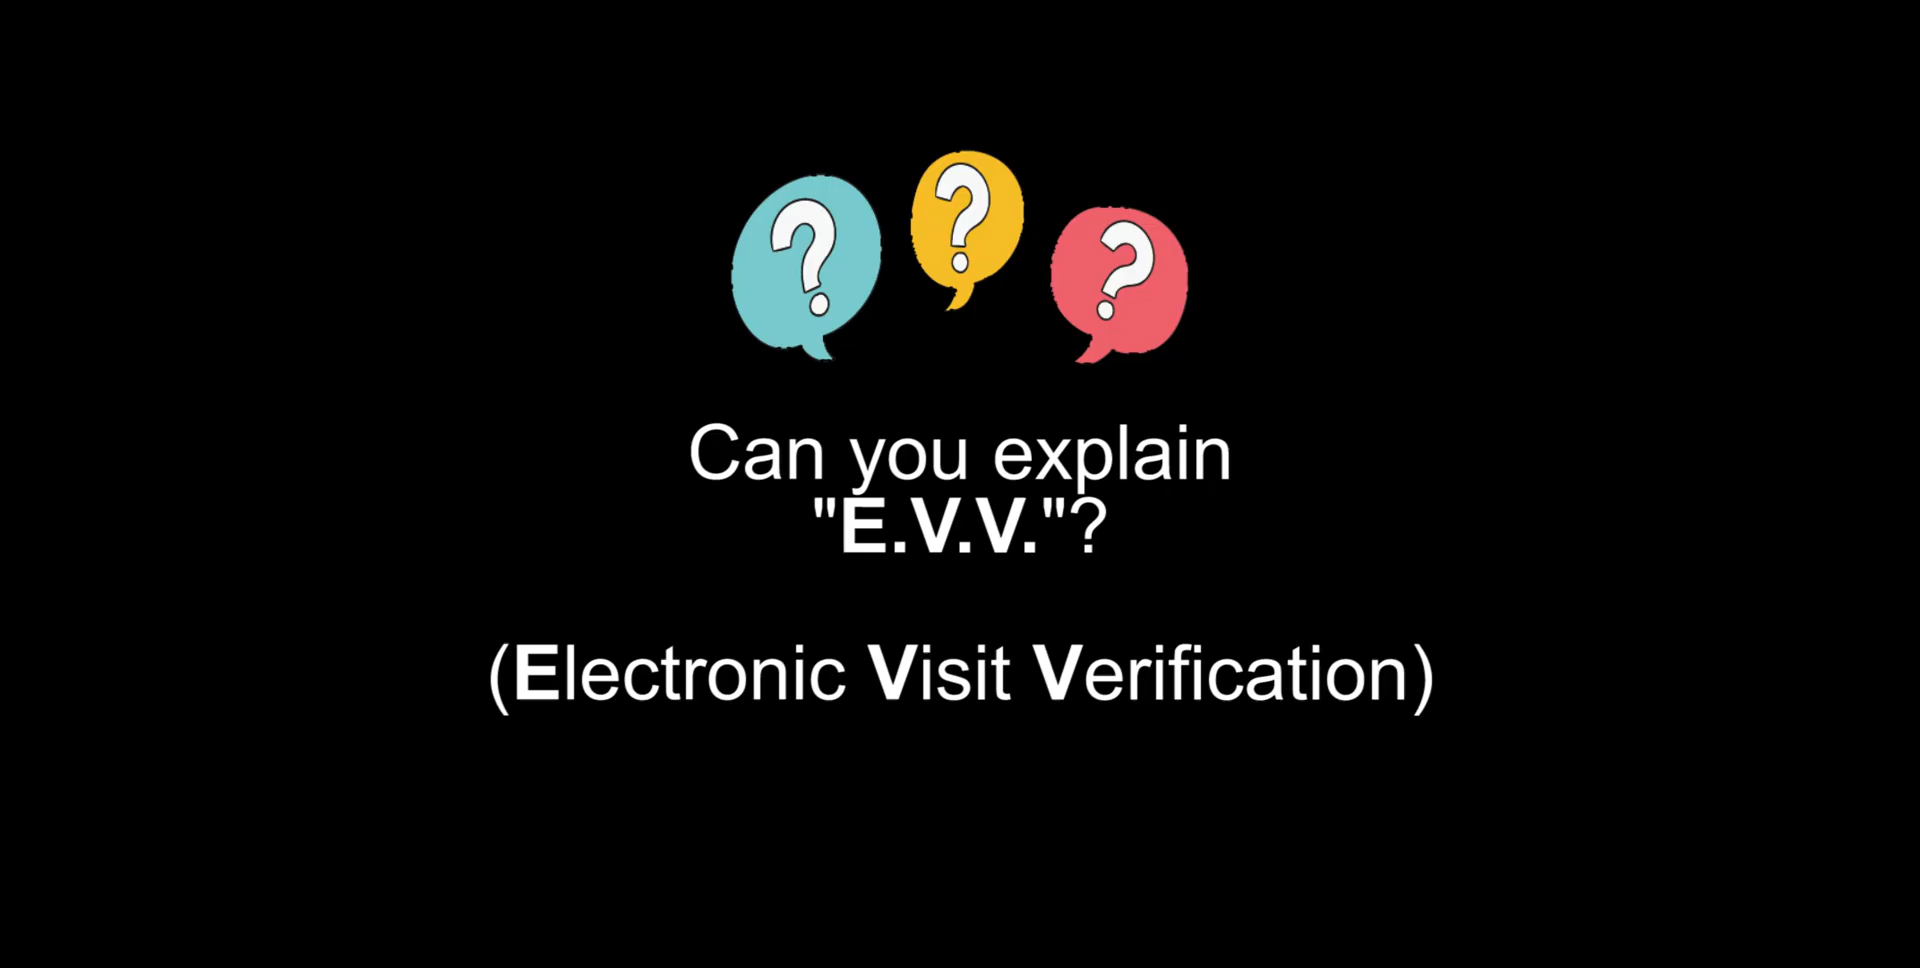 ? ? ?
Can you explain
"E.V.V."?
(Electronic Visit Verification)